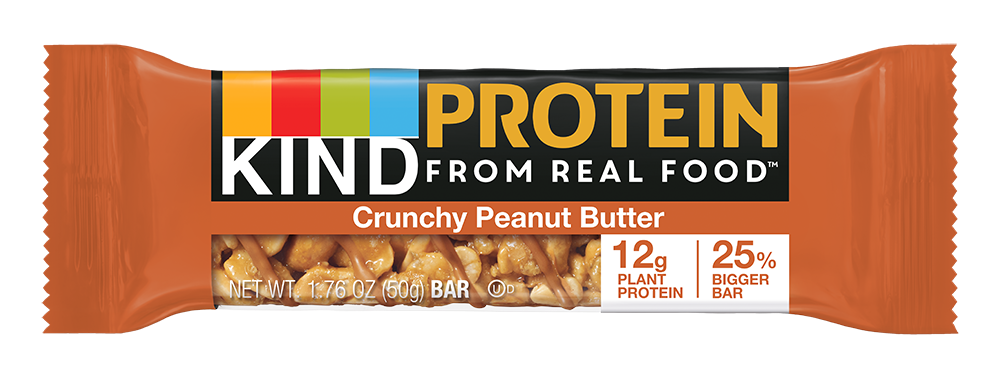 PROTEIN
KIND FROM REAL FOOD™
Crunchy Peanut Butter
12g PLANT PROTEIN
25% BIGGER BAR
NET WT. 1.76 OZ (50g) BAR UD